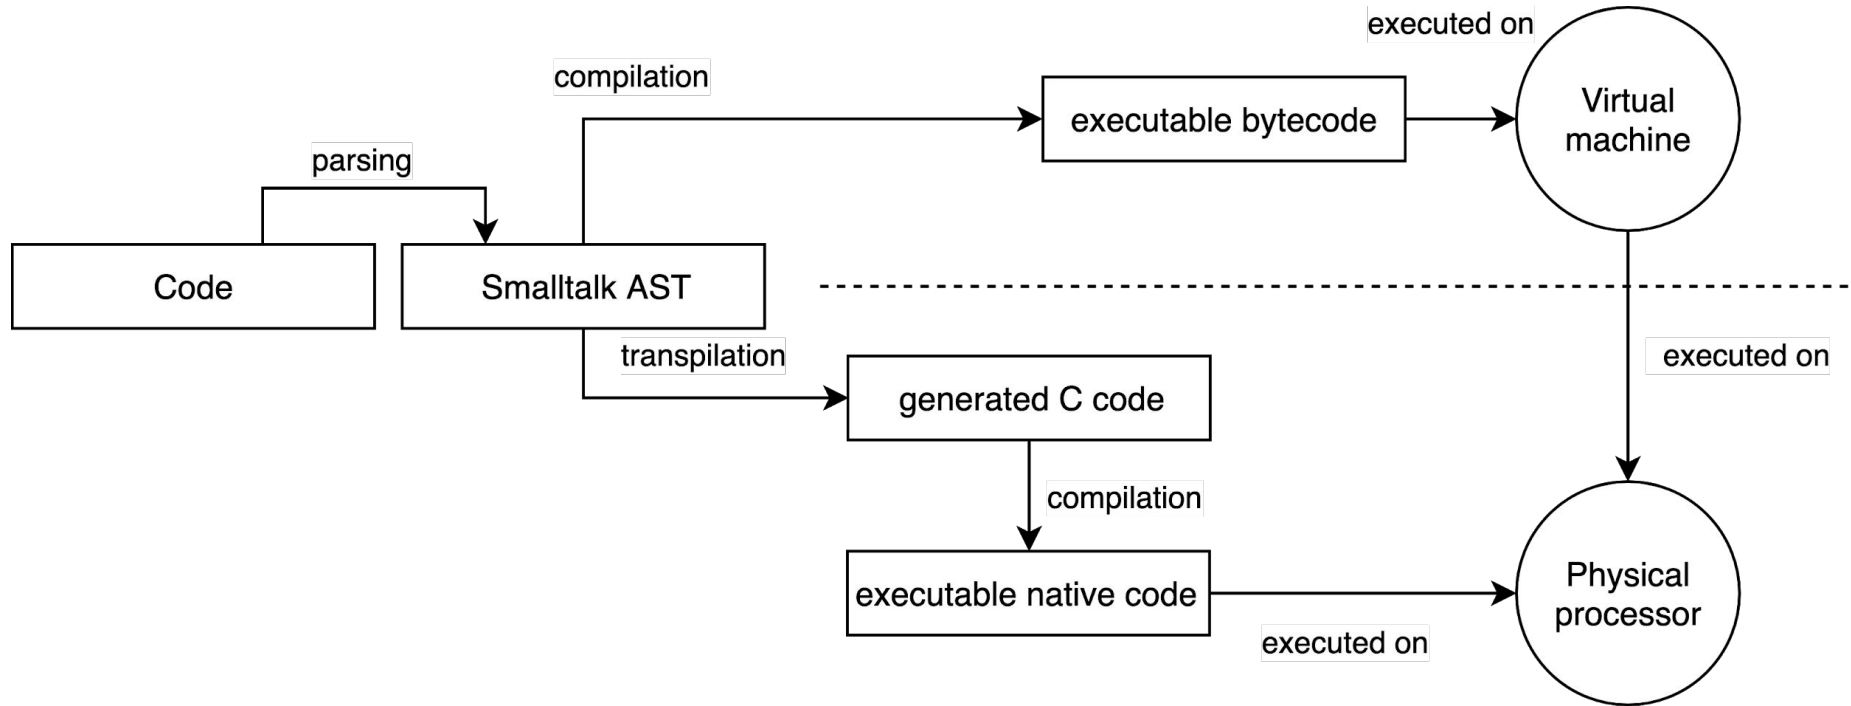 executed on
compilation
executable bytecode
Virtual
machine
parsing
Code
Smalltalk AST
transpilation
executed on
generated C code
compilation
executable native code
Physical
processor
executed on